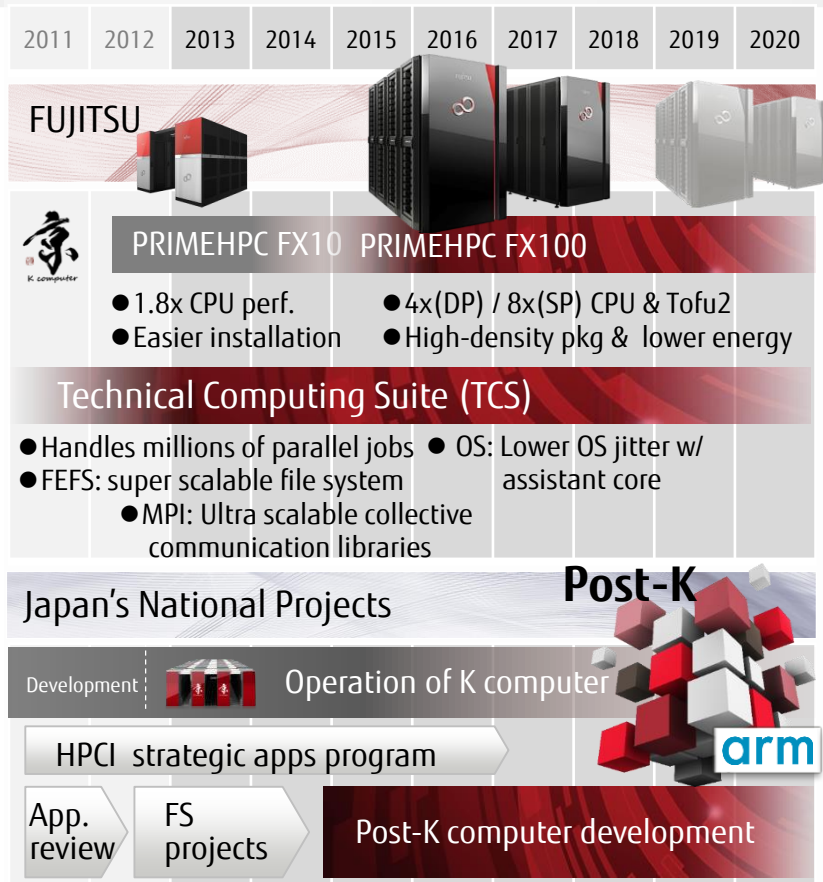 2011 2012 2013 2014 2015 2016 2017 2018 2019 2020
FUJITSU
京
K computer
PRIMEHPC FX10 PRIMEHPC FX100
●1.8x CPU perf.
●Easier installation
●4x(DP) / 8x(SP) CPU & Tofu2
●High-density pkg & lower energy
Technical Computing Suite (TCS)
●Handles millions of parallel jobs
●FEFS: super scalable file system
●MPI: Ultra scalable collective
communication libraries
● OS: Lower OS jitter w/
assistant core
Japan's National Projects
Post-K
Development
京
Operation of K computer
arm
HPCI strategic apps program
App.
review
FS
projects
Post-K computer development